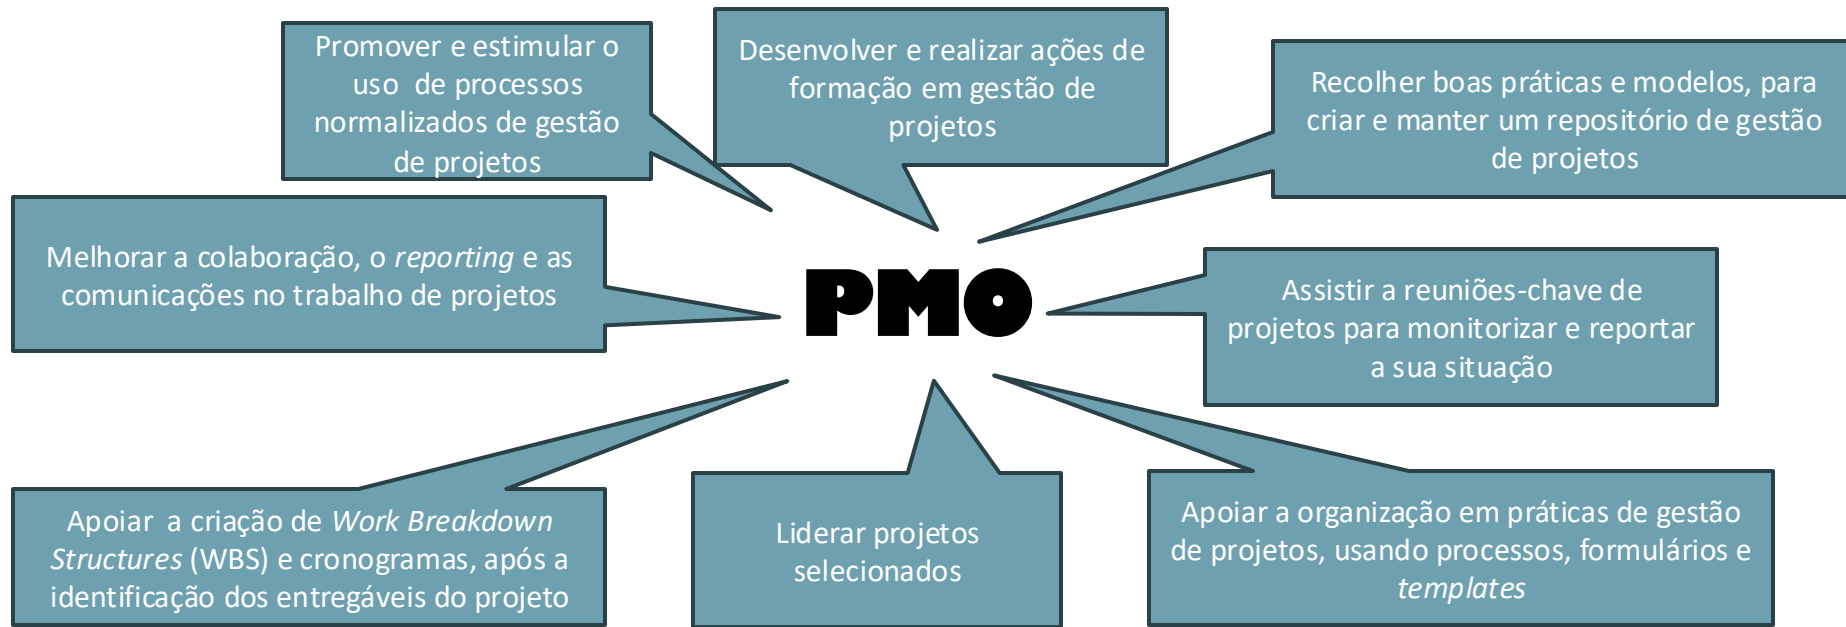 Promover e estimular o
uso de processos
normalizados de gestão
de projetos
Desenvolver e realizar ações de
formação em gestão de
projetos
Recolher boas práticas e modelos, para
criar e manter um repositório de gestão
de projetos
Melhorar a colaboração, o reporting e as
comunicações no trabalho de projetos
PMO
Assistir a reuniões-chave de
projetos para monitorizar e reportar
a sua situação
Apoiar a criação de Work Breakdown
Structures (WBS) e cronogramas, após a
identificação dos entregáveis do projeto
Liderar projetos
selecionados
Apoiar a organização em práticas de gestão
de projetos, usando processos, formulários e
templates